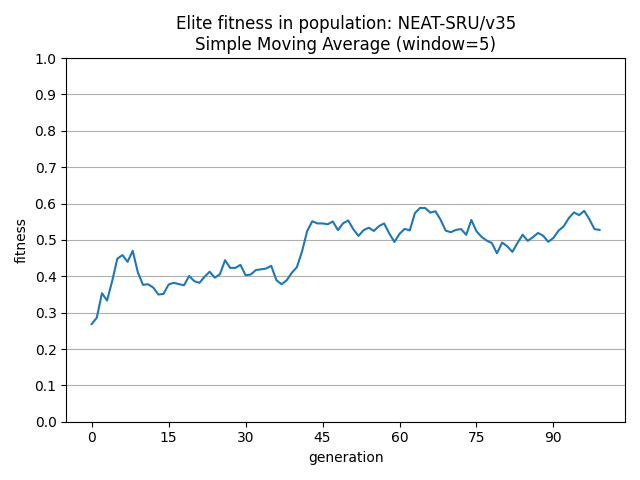 Elite fitness in population: NEAT-SRU/v35
Simple Moving Average (window=5)
1.0
0.9
0.8
0.7
0.6
0.5
0.4
0.3
0.2
0.1
0.0
fitness
0 15 30 45 60 75 90
generation